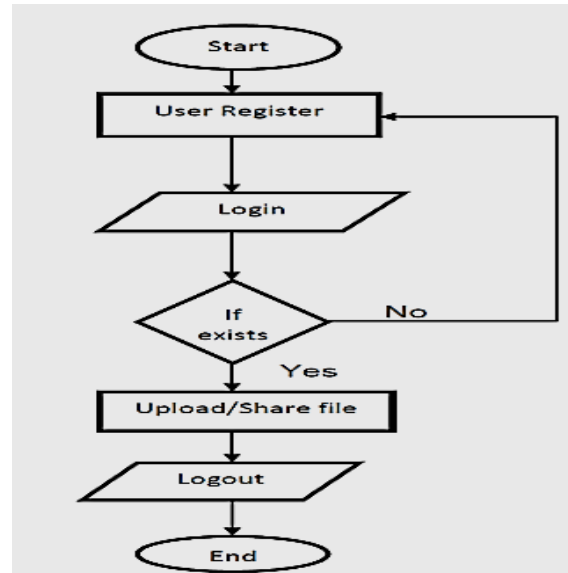 Start
User Register
Login
If
exists
No
Yes
Upload/Share file
Logout
End